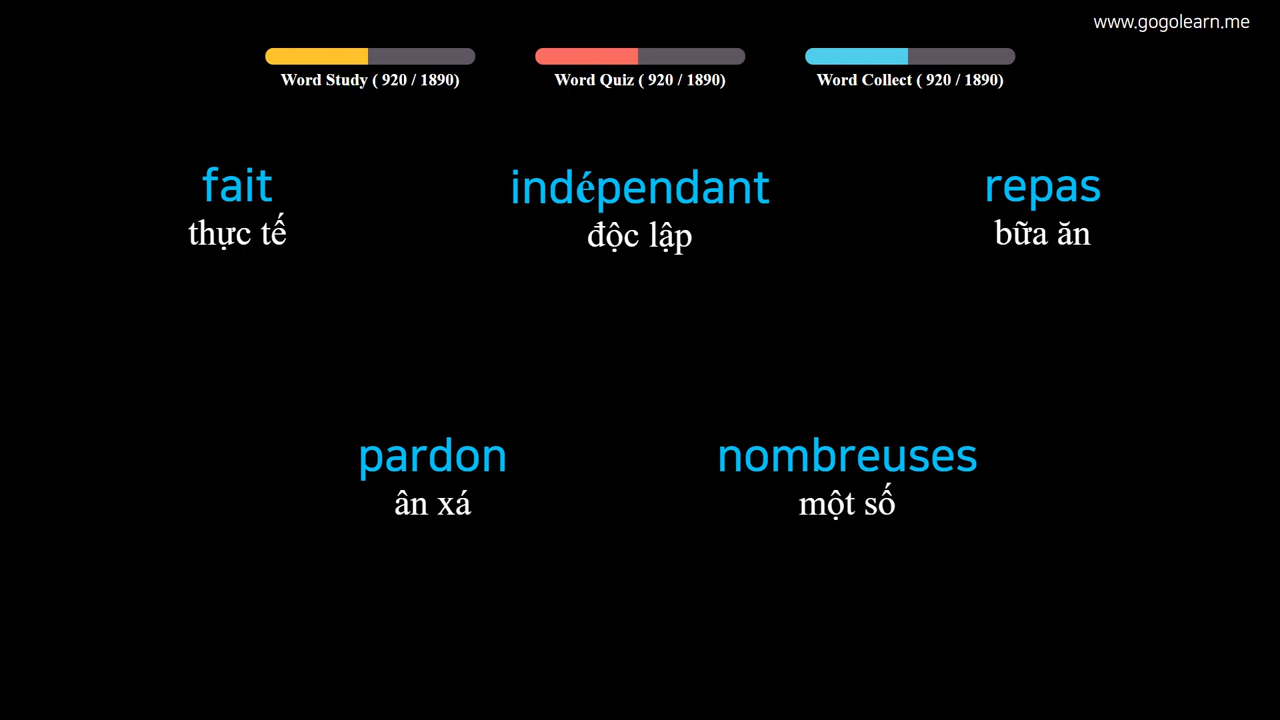 www.gogolearn.me
Word Study ( 920 / 1890)
Word Quiz ( 920 / 1890)
Word Collect ( 920 / 1890)
fait
thực tế
indépendant
độc lập
repas
bữa ăn
pardon
ân xá
nombreuses
một số